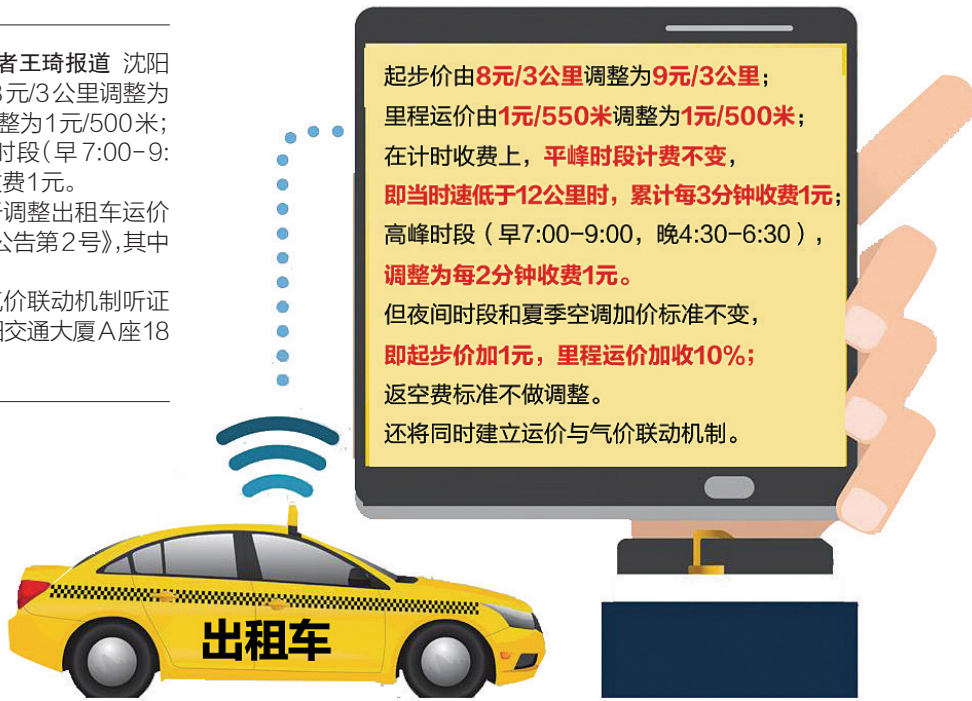 者王琦报道 沈阳
元/3公里调整为
整为1元/500米；
时段(早7:00-9:
费1元。
调整出租车运价
公告第2号》,其中
价联动机制听证
阳交通大厦A座18
起步价由8元/3公里调整为9元/3公里；
里程运价由1元/550米调整为1元/500米；
在计时收费上，平峰时段计费不变，
即当时速低于12公里时，累计每3分钟收费1元；
高峰时段（早7:00-9:00，晚4:30-6:30），
调整为每2分钟收费1元。
但夜间时段和夏季空调加价标准不变，
即起步价加1元，里程运价加收10%；
返空费标准不做调整。
还将同时建立运价与气价联动机制。
出租车